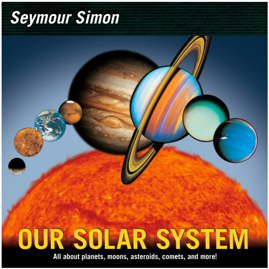 Seymour Simon
OUR SOLAR SYSTEM
All about planets, moons, asteroids, comets, and more!